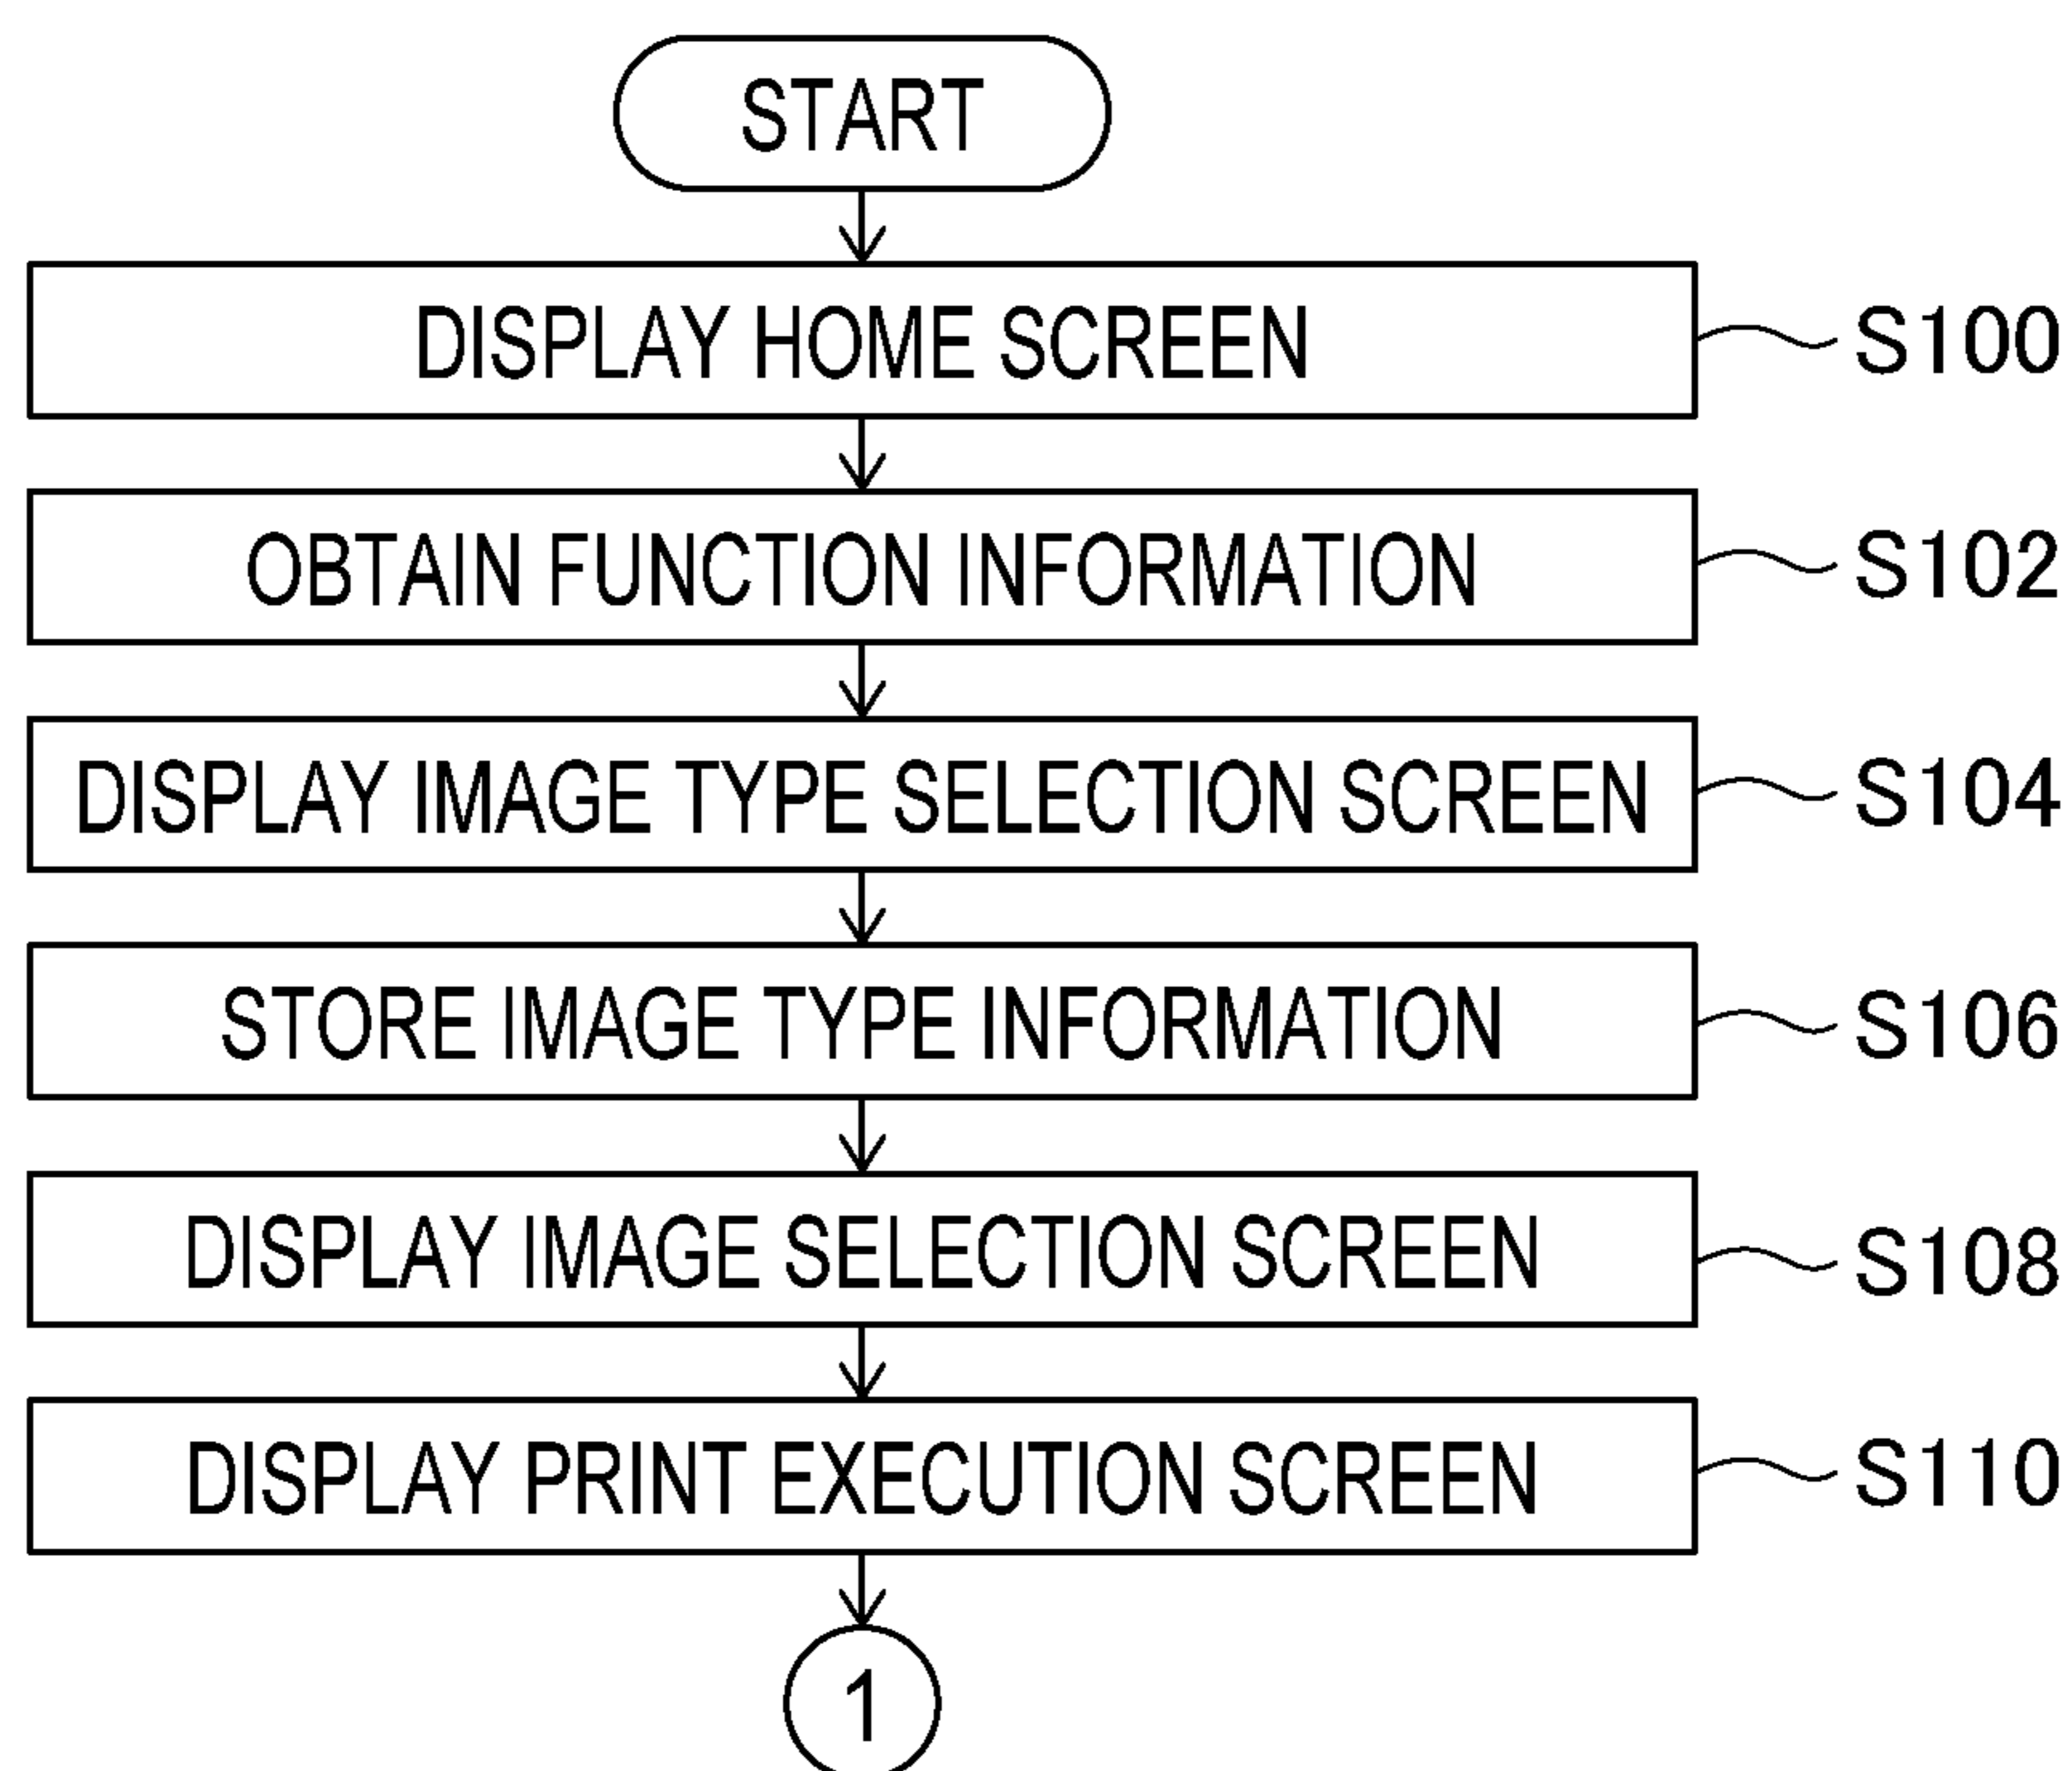 START
DISPLAY HOME SCREEN S100
OBTAIN FUNCTION INFORMATION S102
DISPLAY IMAGE TYPE SELECTION SCREEN S104
STORE IMAGE TYPE INFORMATION S106
DISPLAY IMAGE SELECTION SCREEN S108
DISPLAY PRINT EXECUTION SCREEN S110
1